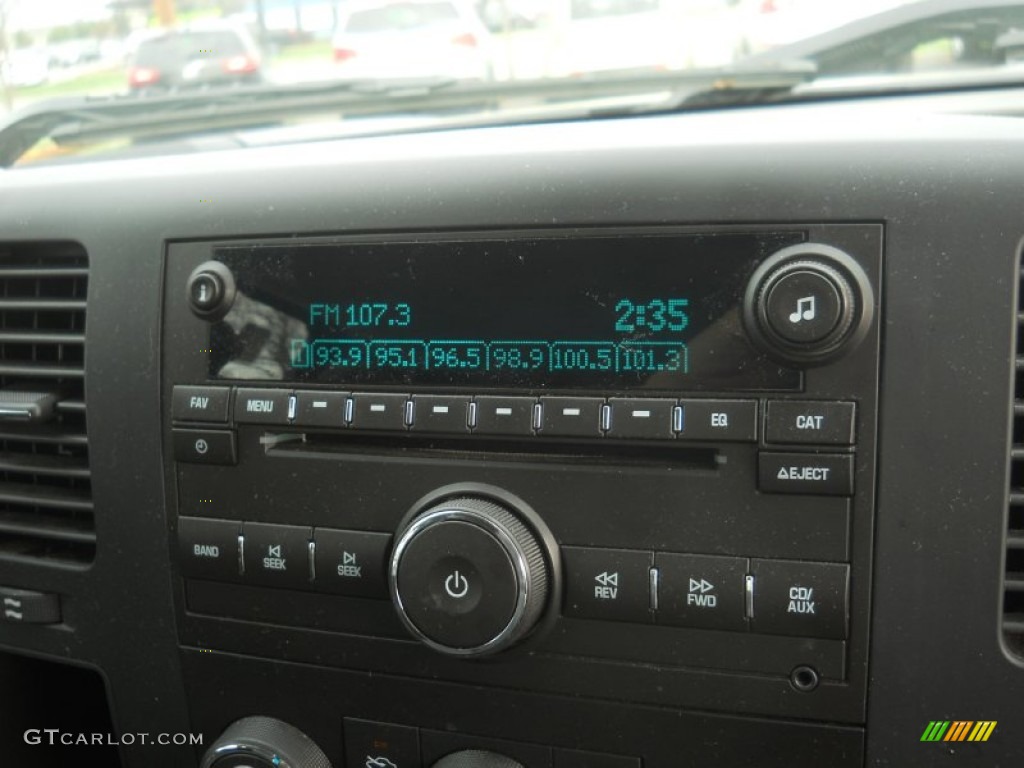 FM 107.3 2:35
1 93.9 95.1 96.5 98.9 100.5 101.3
FAV MENU EQ CAT
EJECT
BAND SEEK SEEK REV FWD CD/AUX
GTCARLOT.COM